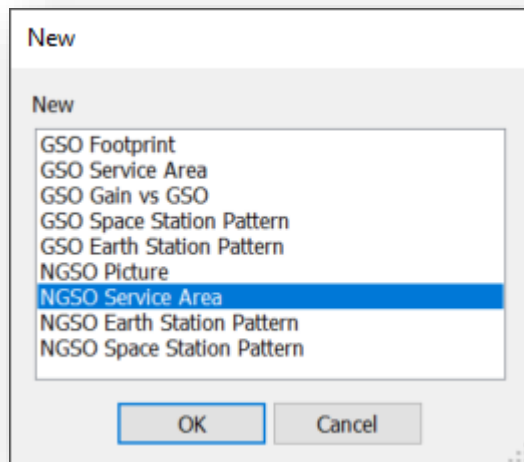 New
New
GSO Footprint
GSO Service Area
GSO Gain vs GSO
GSO Space Station Pattern
GSO Earth Station Pattern
NGSO Picture
NGSO Service Area
NGSO Earth Station Pattern
NGSO Space Station Pattern
OK Cancel